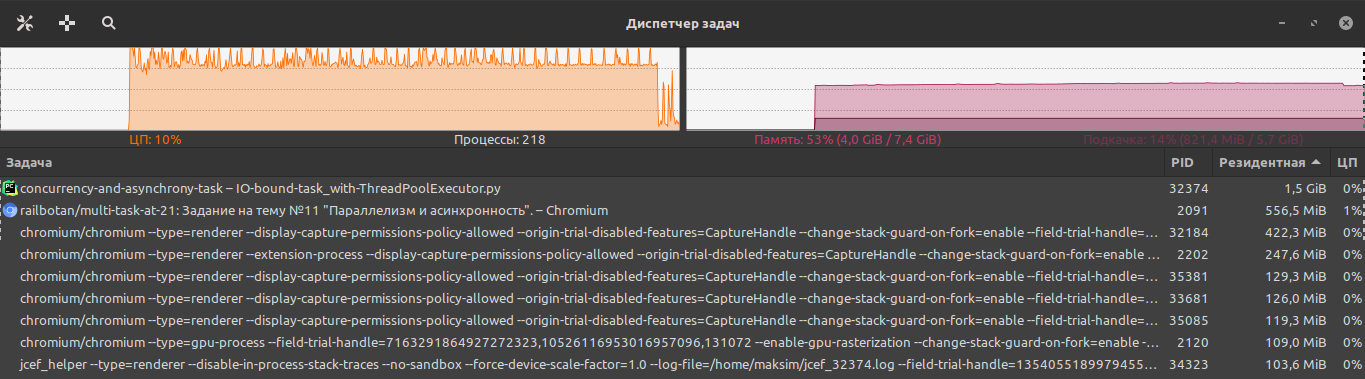 Диспетчер задач
ЦП: 10% Процессы: 218 Память: 53% (4,0 GiB / 7,4 GiB) Подкачка: 14% (821,4 MiB / 5,7 GiB)
Задача PID Резидентная ЦП
concurrency-and-asynchrony-task – IO-bound-task_with-ThreadPoolExecutor.py 32374 1,5 GiB 0%
railbotan/multi-task-at-21: Задание на тему №11 "Параллелизм и асинхронность". – Chromium 2091 556,5 MiB 1%
chromium/chromium --type=renderer --display-capture-permissions-policy-allowed --origin-trial-disabled-features=CaptureHandle --change-stack-guard-on-fork=enable --field-trial-handle=... 32184 422,3 MiB 0%
chromium/chromium --type=renderer --extension-process --display-capture-permissions-policy-allowed --origin-trial-disabled-features=CaptureHandle --change-stack-guard-on-fork=enable ... 2202 247,6 MiB 0%
chromium/chromium --type=renderer --display-capture-permissions-policy-allowed --origin-trial-disabled-features=CaptureHandle --change-stack-guard-on-fork=enable --field-trial-handle=... 35381 129,3 MiB 0%
chromium/chromium --type=renderer --display-capture-permissions-policy-allowed --origin-trial-disabled-features=CaptureHandle --change-stack-guard-on-fork=enable --field-trial-handle=... 33681 126,0 MiB 0%
chromium/chromium --type=renderer --display-capture-permissions-policy-allowed --origin-trial-disabled-features=CaptureHandle --change-stack-guard-on-fork=enable --field-trial-handle=... 35085 119,3 MiB 0%
chromium/chromium --type=gpu-process --field-trial-handle=7163291864927272323,10526116953016957096,131072 --enable-gpu-rasterization --change-stack-guard-on-fork=enable -... 2120 109,0 MiB 0%
jcef_helper --type=renderer --disable-in-process-stack-traces --no-sandbox --force-device-scale-factor=1.0 --log-file=/home/maksim/jcef_32374.log --field-trial-handle=1354055189979455... 34323 103,6 MiB 0%